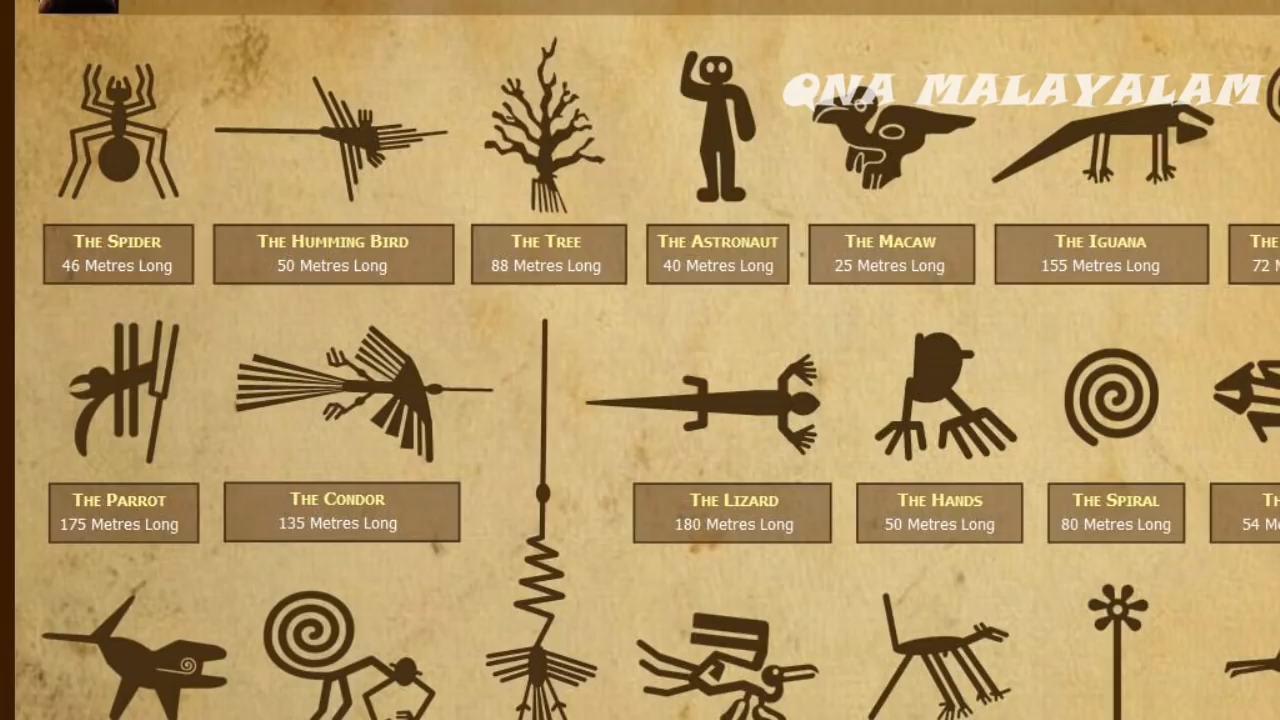 QNA MALAYALAM
THE SPIDER
46 Metres Long
THE HUMMING BIRD
50 Metres Long
THE TREE
88 Metres Long
THE ASTRONAUT
40 Metres Long
THE MACAW
25 Metres Long
THE IGUANA
155 Metres Long
THE
72
THE PARROT
175 Metres Long
THE CONDOR
135 Metres Long
THE LIZARD
180 Metres Long
THE HANDS
50 Metres Long
THE SPIRAL
80 Metres Long
54